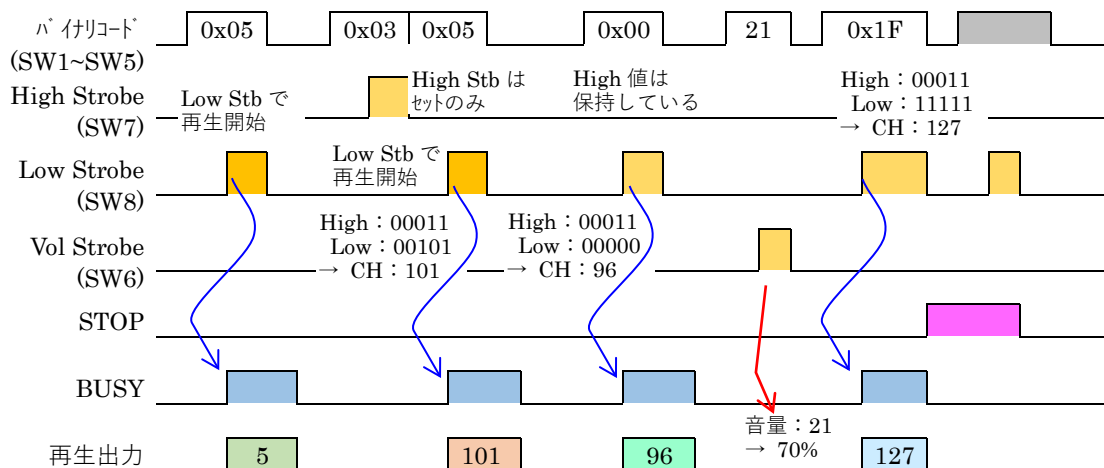 バイナリコード
(SW1~SW5)
0x05
0x03
0x05
0x00
21
0x1F
High Strobe
(SW7)
Low Stb で
再生開始
High Stb は
セットのみ
High 値は
保持している
High：00011
Low：11111
→ CH：127
Low Strobe
(SW8)
Low Stb で
再生開始
Vol Strobe
(SW6)
High：00011
Low：00101
→ CH：101
High：00011
Low：00000
→ CH：96
STOP
BUSY
音量：21
→ 70%
再生出力
5
101
96
127